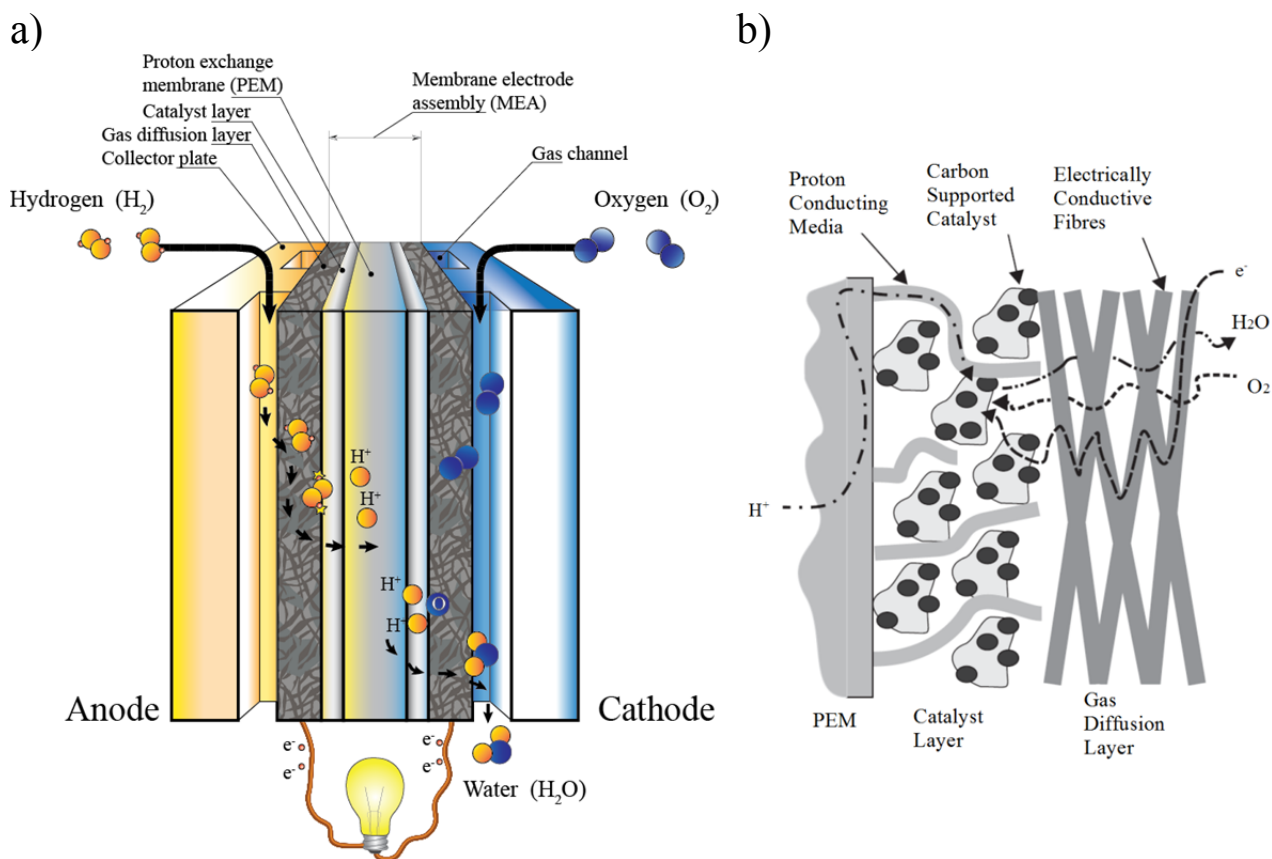 a)
Proton exchange
membrane (PEM)
Catalyst layer
Gas diffusion layer
Collector plate
Membrane electrode
assembly (MEA)
Gas channel
Hydrogen (H₂)
Oxygen (O₂)
H⁺
H⁺
H⁺
H⁺
O
Anode
Cathode
e⁻
e⁻
e⁻
e⁻
Water (H₂O)
b)
Proton
Conducting
Media
Carbon
Supported
Catalyst
Electrically
Conductive
Fibres
e⁻
H2O
O₂
H⁺
PEM
Catalyst
Layer
Gas
Diffusion
Layer